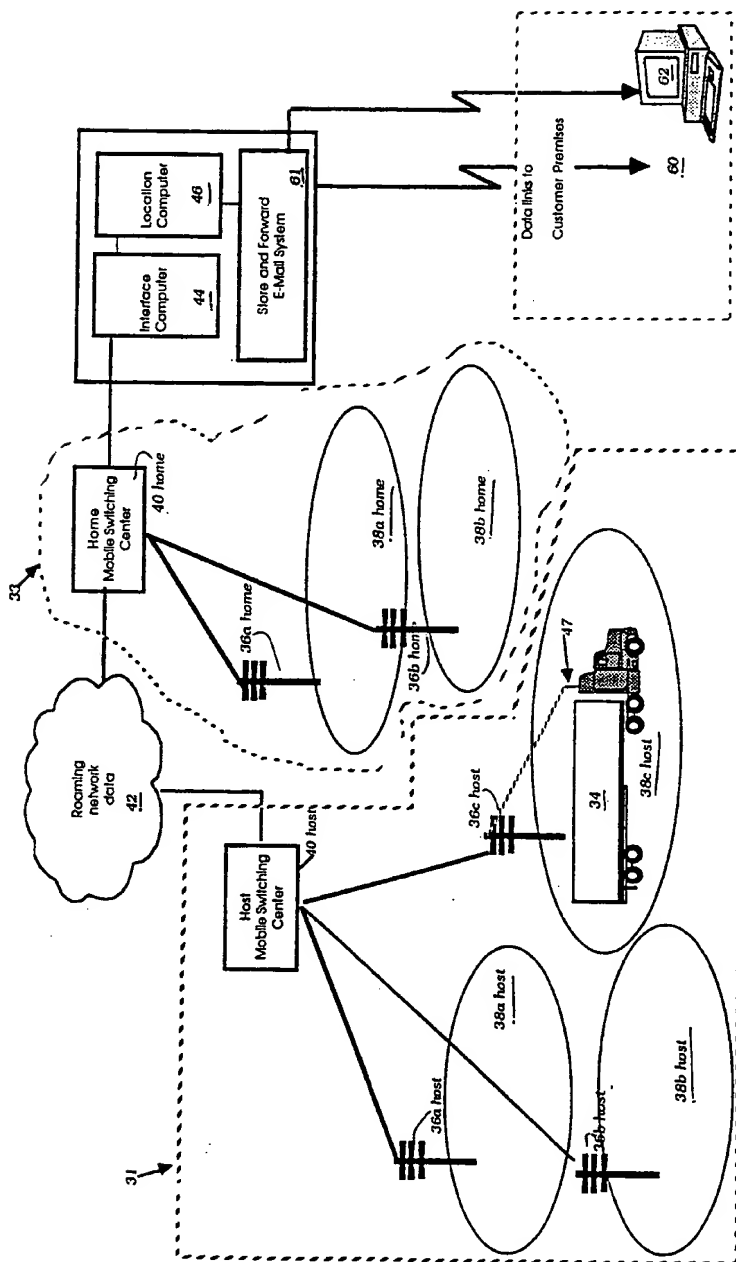 33
Roaming
network
data
42
Home
Mobile Switching
Center
40 home
Interface
Computer
44
Location
Computer
46
Store and Forward
E-Mail System
61
Data links to
Customer Premises
60
62
36a home
38a home
36b home
38b home
31
Host
Mobile Switching
Center
40 host
36a host
38a host
36b host
38b host
36c host
47
34
38c host